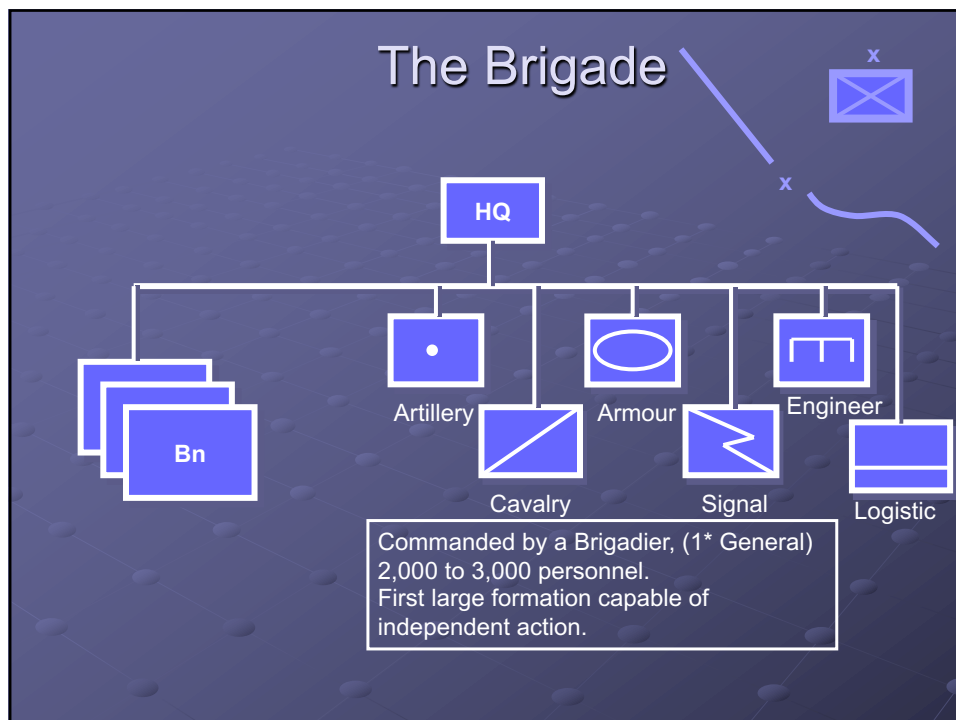 The Brigade
x
x
HQ
Bn
Artillery
Armour
Engineer
Cavalry
Signal
Logistic
Commanded by a Brigadier, (1* General)
2,000 to 3,000 personnel.
First large formation capable of
independent action.